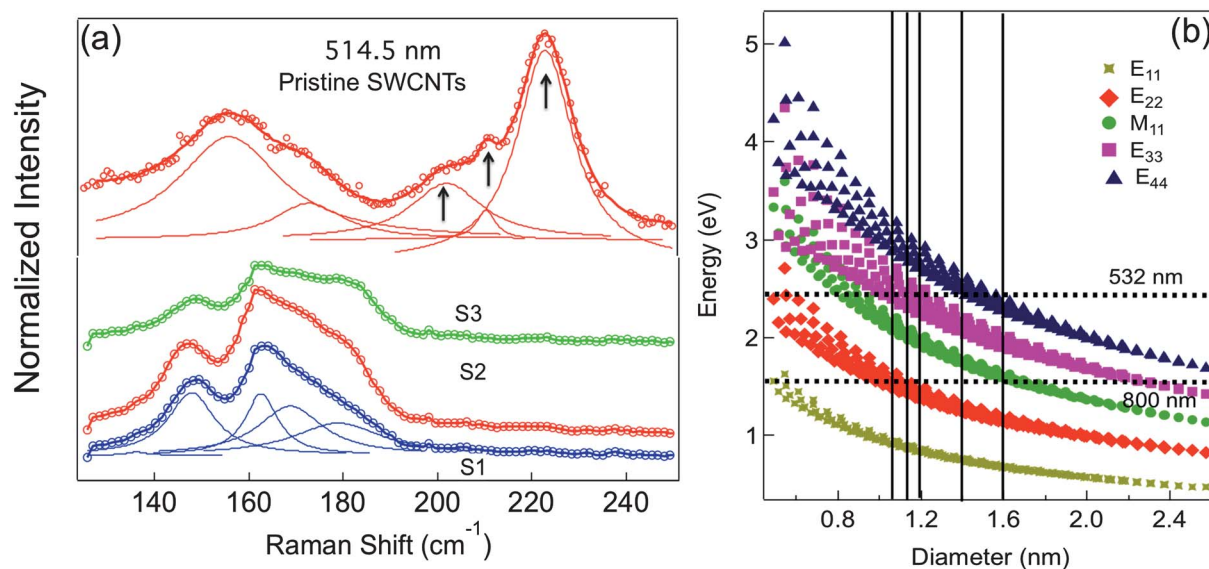 (a)
514.5 nm
Pristine SWCNTs
Normalized Intensity
S3
S2
S1
140 160 180 200 220 240
Raman Shift (cm⁻¹)
(b)
5
4
3
2
1
Energy (eV)
E₁₁
E₂₂
M₁₁
E₃₃
E₄₄
532 nm
800 nm
0.8 1.2 1.6 2.0 2.4
Diameter (nm)